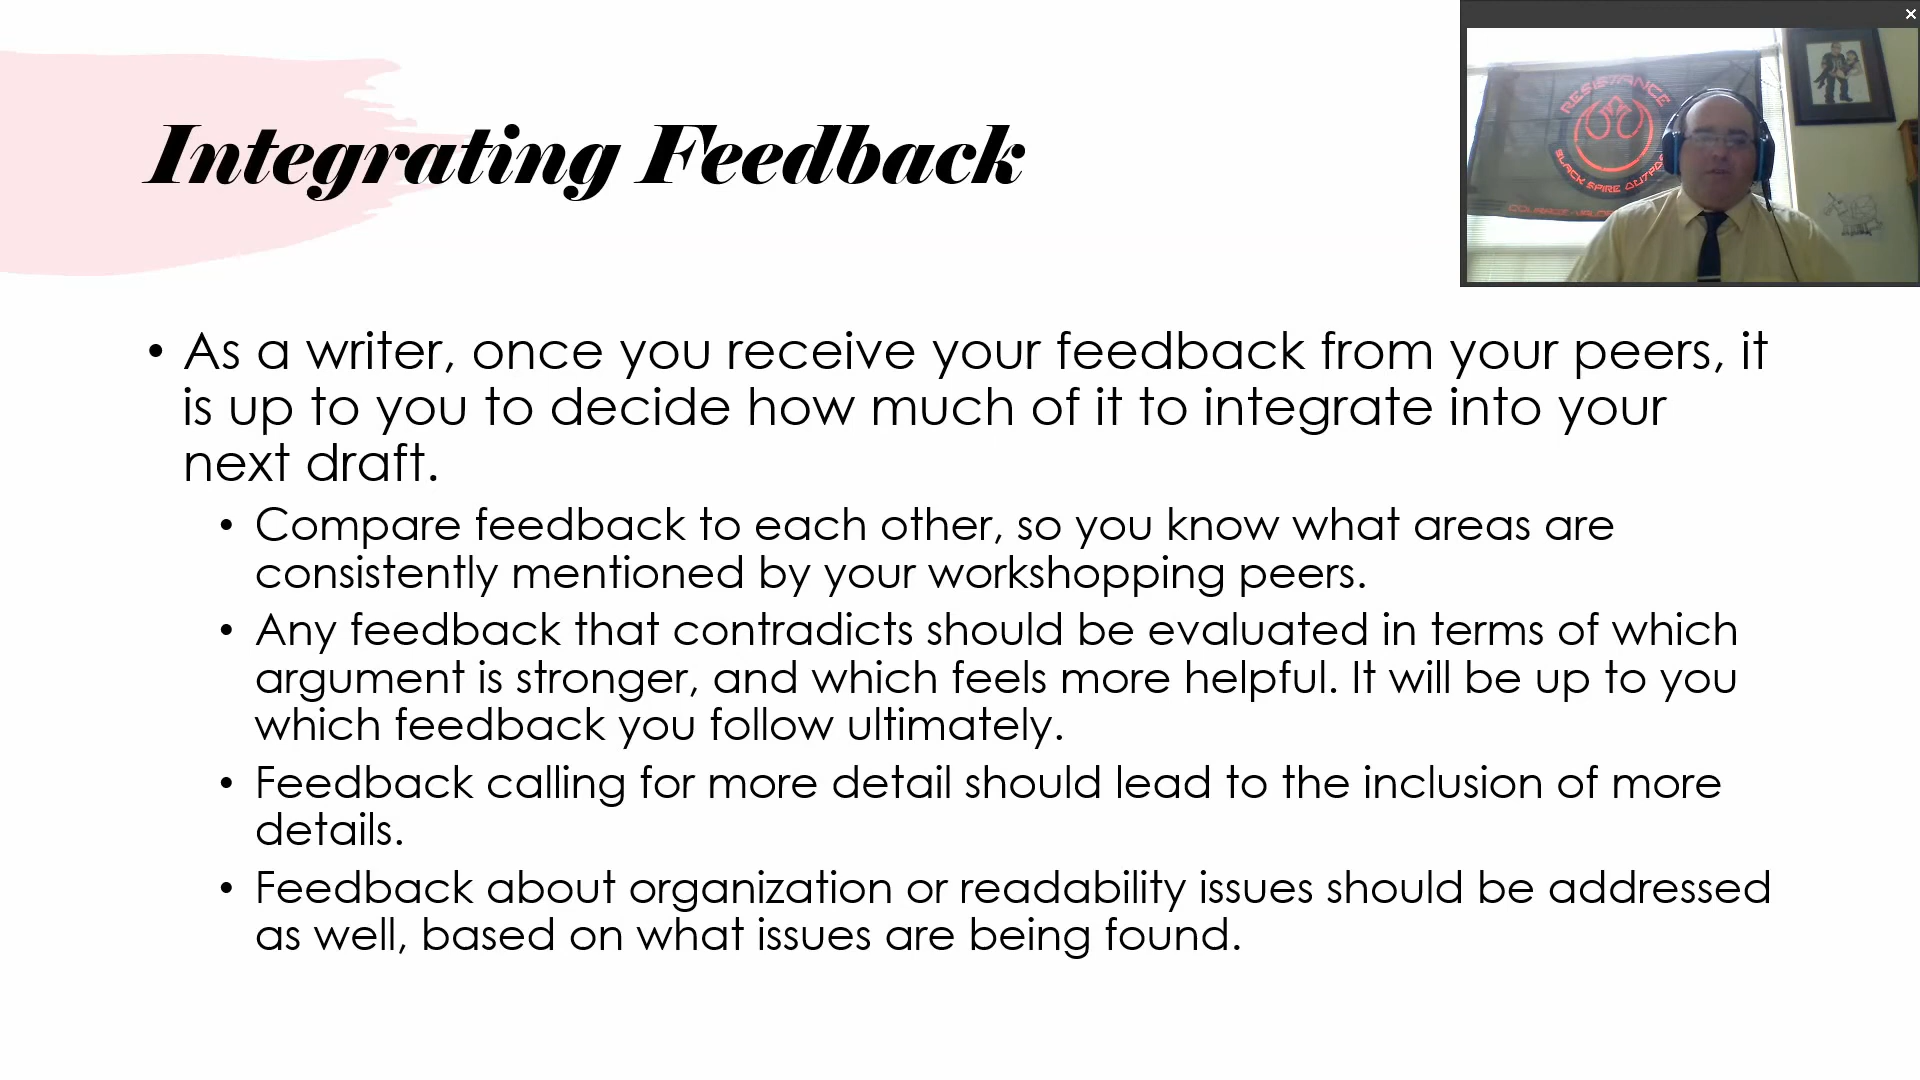 Integrating Feedback
• As a writer, once you receive your feedback from your peers, it
is up to you to decide how much of it to integrate into your
next draft.
• Compare feedback to each other, so you know what areas are
consistently mentioned by your workshopping peers.
• Any feedback that contradicts should be evaluated in terms of which
argument is stronger, and which feels more helpful. It will be up to you
which feedback you follow ultimately.
• Feedback calling for more detail should lead to the inclusion of more
details.
• Feedback about organization or readability issues should be addressed
as well, based on what issues are being found.
RESISTANCE
BLACK SPIRE